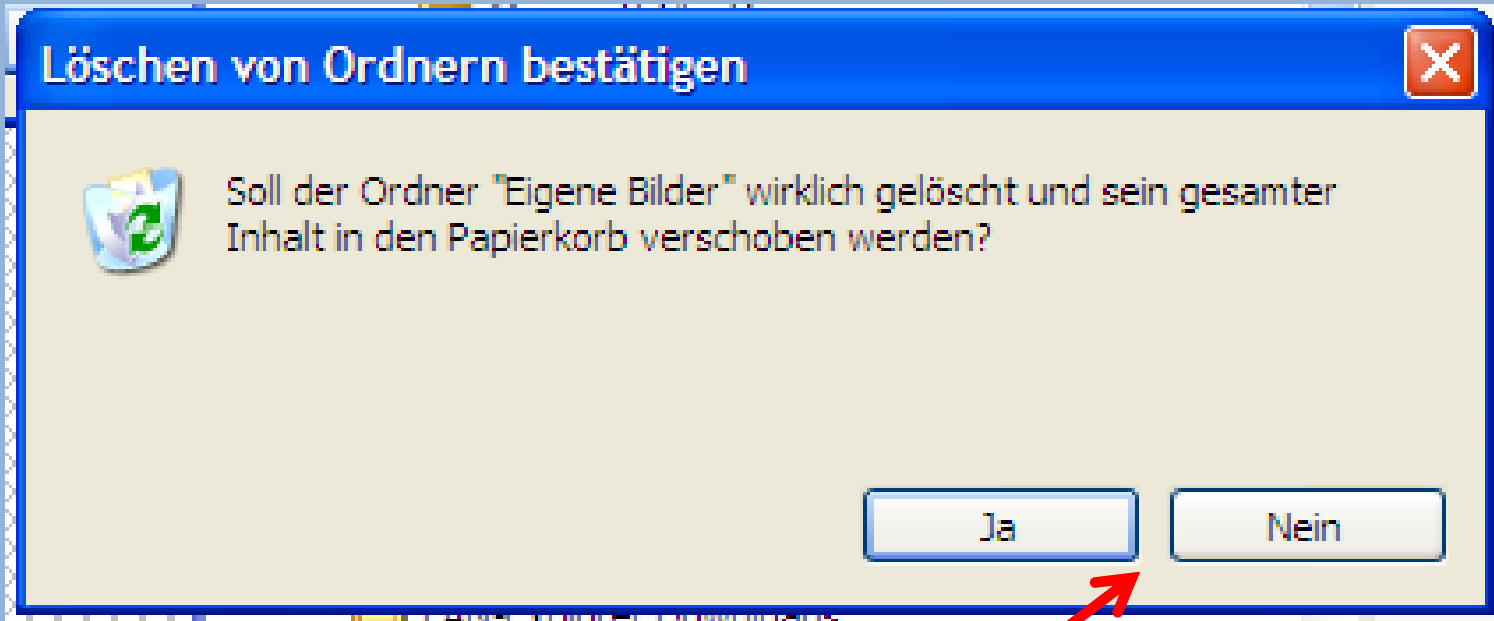 Löschen von Ordnern bestätigen
Soll der Ordner "Eigene Bilder" wirklich gelöscht und sein gesamter
Inhalt in den Papierkorb verschoben werden?
Ja
Nein